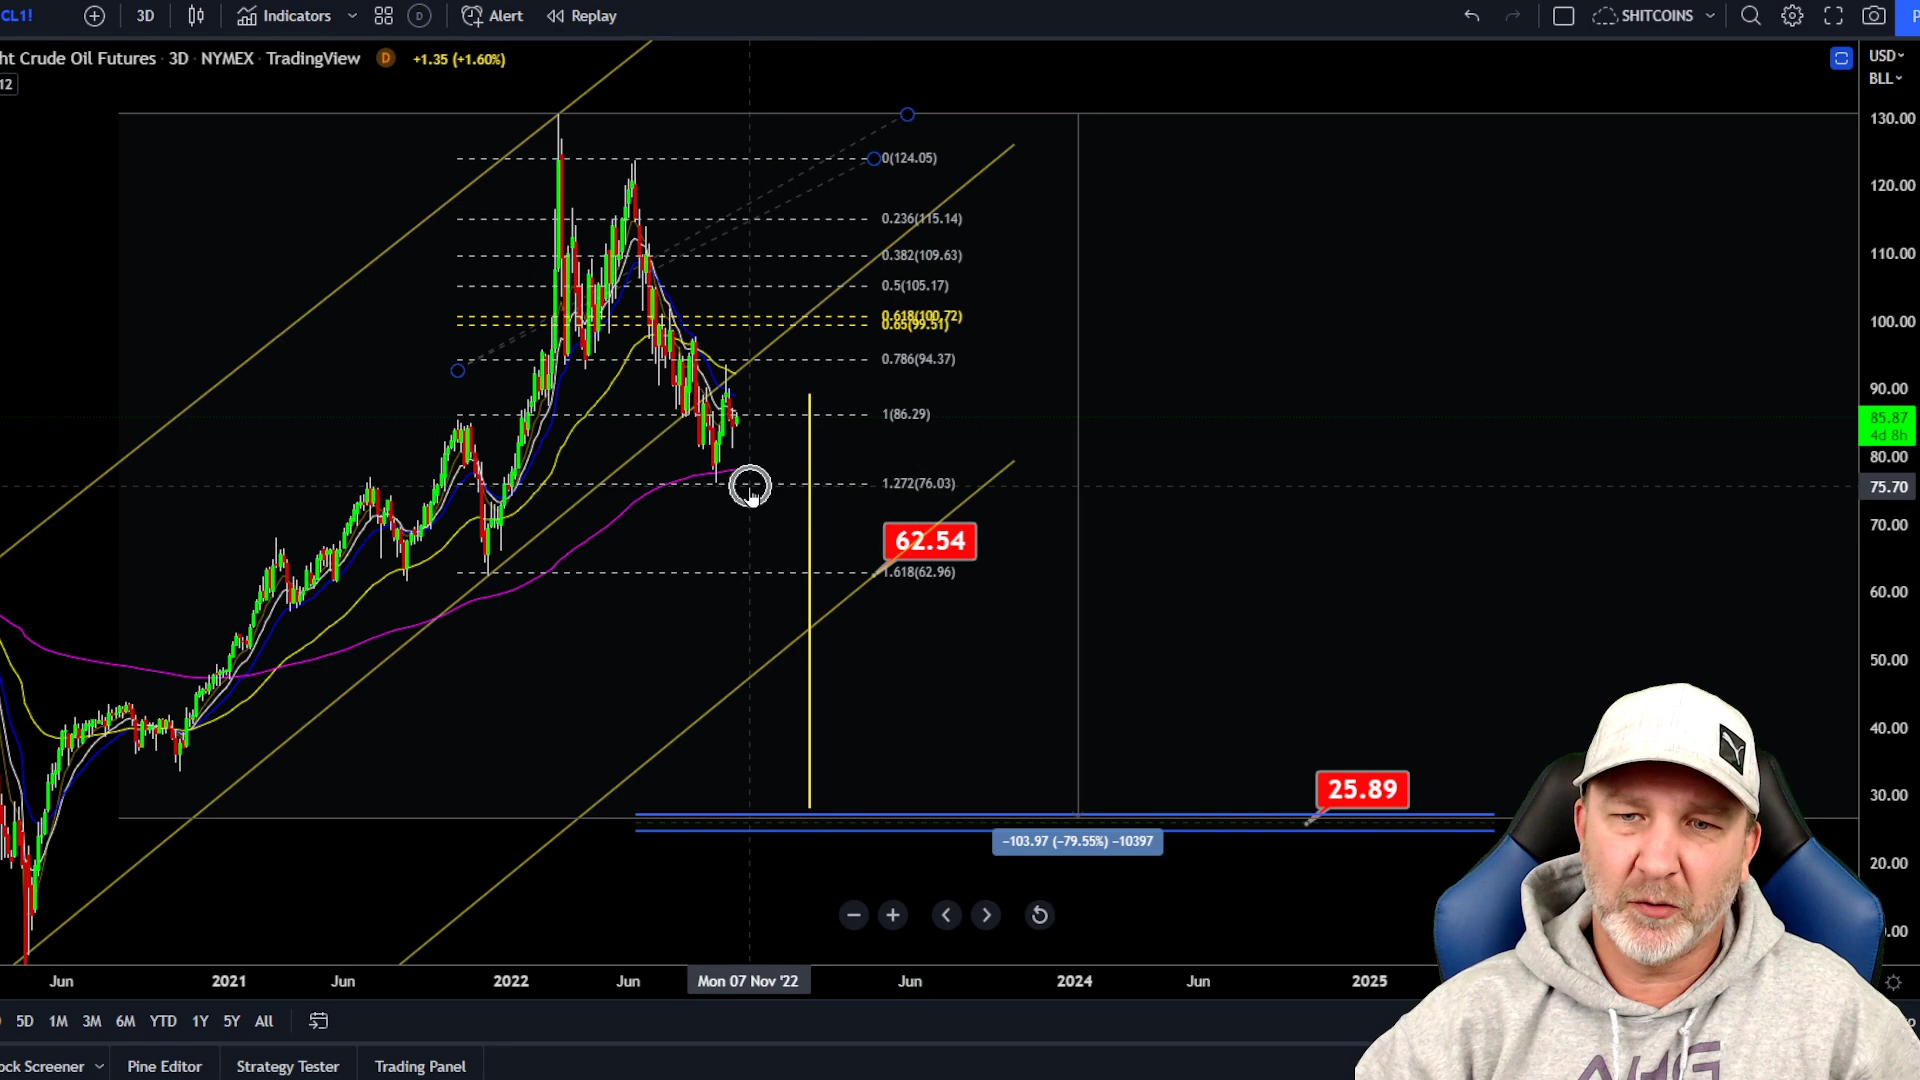 CL1!
3D
Indicators
D
Alert
Replay
SHITCOINS
P
ht Crude Oil Futures · 3D · NYMEX · TradingView
D
+1.35 (+1.60%)
USD
12
BLL
130.00
0(124.05)
120.00
0.236(115.14)
110.00
0.382(109.63)
0.5(105.17)
0.618(100.72)
100.00
0.65(99.51)
0.786(94.37)
90.00
1(86.29)
85.87
4d 8h
80.00
1.272(76.03)
75.70
70.00
62.54
1.618(62.96)
60.00
50.00
40.00
25.89
30.00
−103.97 (−79.55%) −10397
20.00
.00
Jun
2021
Jun
2022
Jun
Mon 07 Nov '22
Jun
2024
Jun
2025
5D
1M
3M
6M
YTD
1Y
5Y
All
ock Screener
Pine Editor
Strategy Tester
Trading Panel